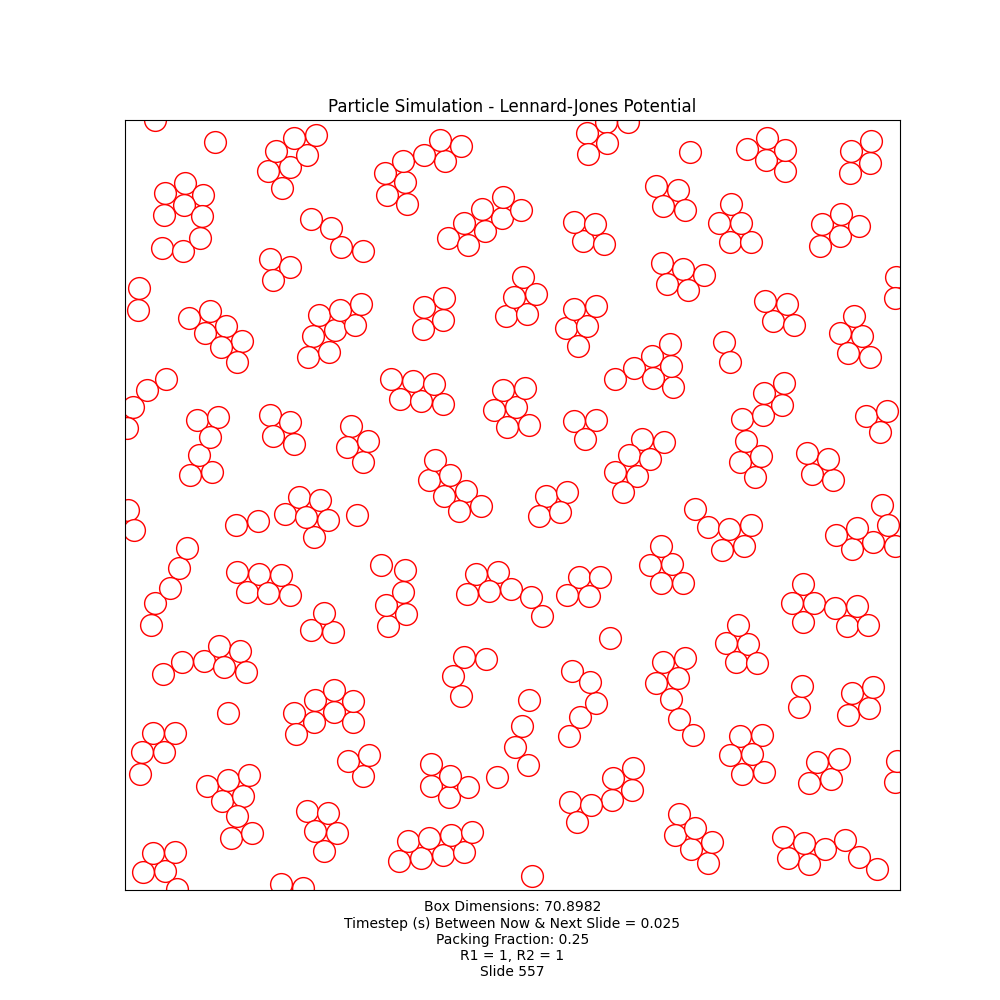 Particle Simulation - Lennard-Jones Potential
Box Dimensions: 70.8982
Timestep (s) Between Now & Next Slide = 0.025
Packing Fraction: 0.25
R1 = 1, R2 = 1
Slide 557